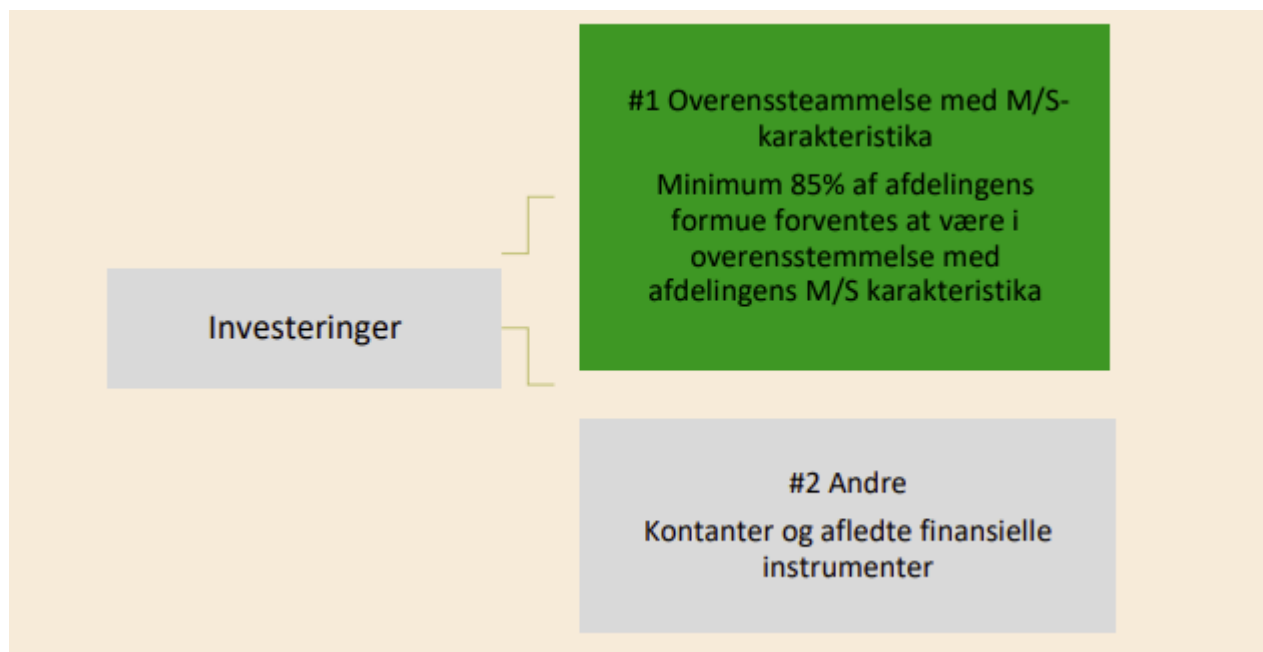 #1 Overenssteammelse med M/S-
karakteristika
Minimum 85% af afdelingens
formue forventes at være i
overensstemmelse med
afdelingens M/S karakteristika
Investeringer
#2 Andre
Kontanter og afledte finansielle
instrumenter